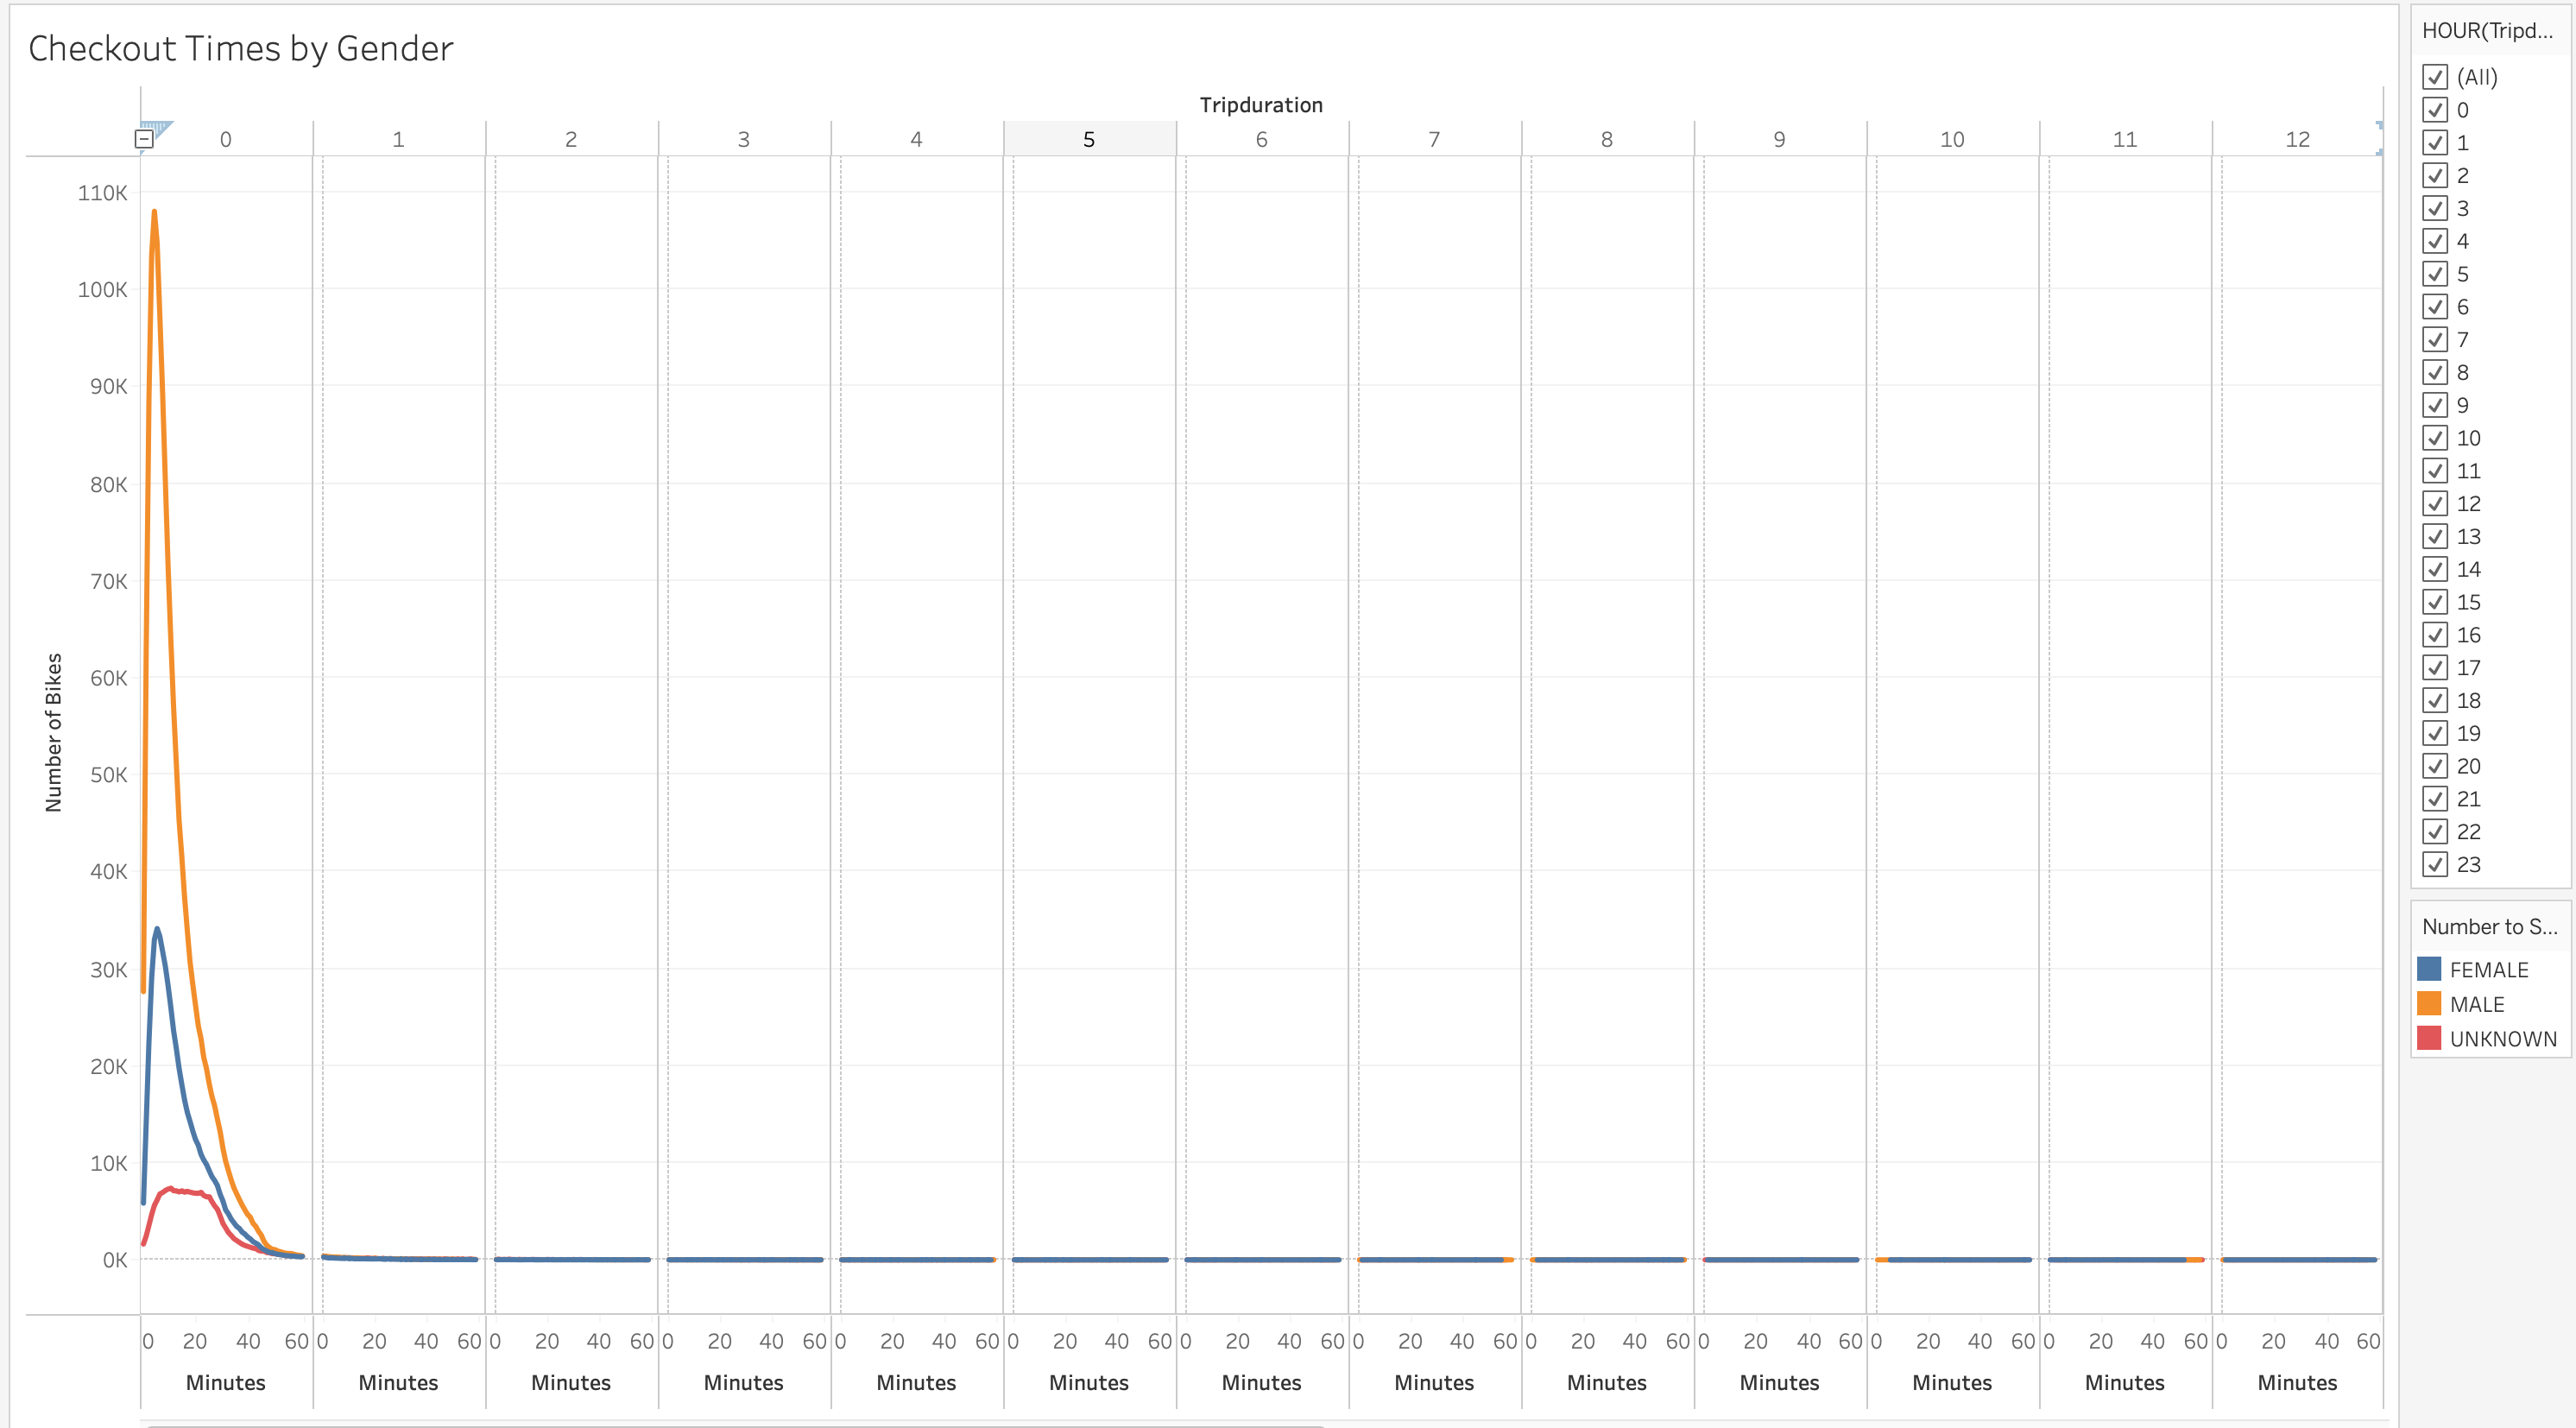 Checkout Times by Gender
Tripduration
0 1 2 3 4 5 6 7 8 9 10 11 12
110K
100K
90K
80K
70K
60K
50K
40K
30K
20K
10K
0K
Number of Bikes
0 20 40 60 0 20 40 60 0 20 40 60 0 20 40 60 0 20 40 60 0 20 40 60 0 20 40 60 0 20 40 60 0 20 40 60 0 20 40 60 0 20 40 60 0 20 40 60 0 20 40 60
Minutes Minutes Minutes Minutes Minutes Minutes Minutes Minutes Minutes Minutes Minutes Minutes Minutes
HOUR(Tripd...
(All)
0
1
2
3
4
5
6
7
8
9
10
11
12
13
14
15
16
17
18
19
20
21
22
23
Number to S...
FEMALE
MALE
UNKNOWN